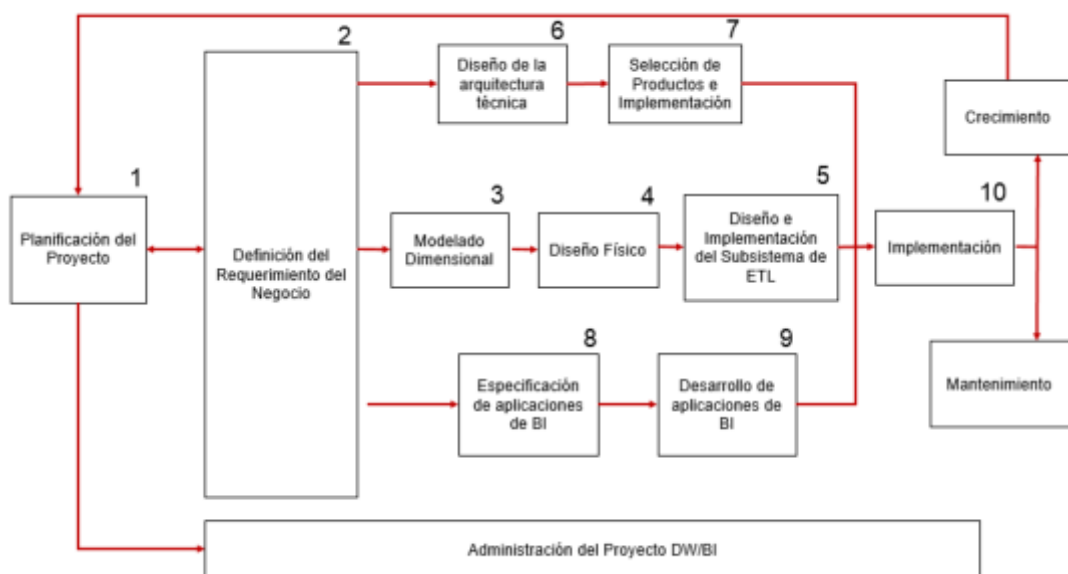 1
Planificación del
Proyecto
2
Definición del
Requerimiento del
Negocio
6
Diseño de la
arquitectura
técnica
7
Selección de
Productos e
Implementación
3
Modelado
Dimensional
4
Diseño Físico
5
Diseño e
Implementación
del Subsistema de
ETL
8
Especificación
de aplicaciones
de BI
9
Desarrollo de
aplicaciones de
BI
10
Implementación
Crecimiento
Mantenimiento
Administración del Proyecto DW/BI